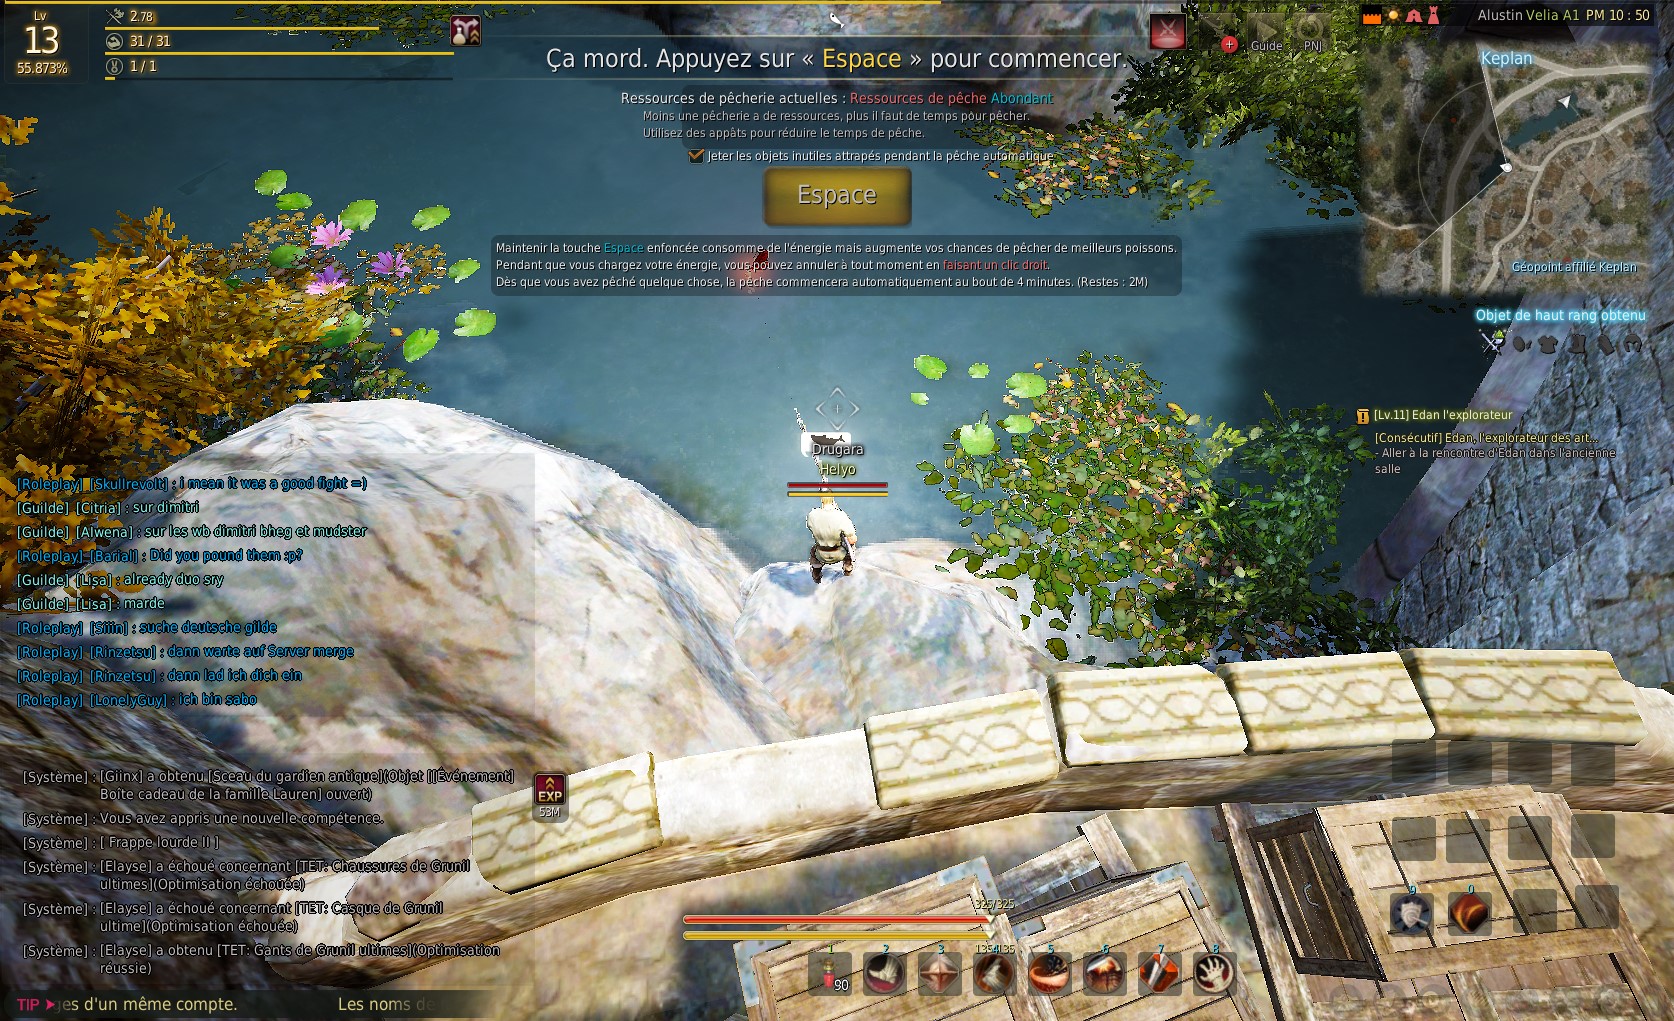 Lv
13
55.873%
2.78
31 / 31
1 / 1
Ça mord. Appuyez sur « Espace » pour commencer.
Ressources de pêcherie actuelles : Ressources de pêche Abondant
Moins une pêcherie a de ressources, plus il faut de temps pour pêcher.
Utilisez des appâts pour réduire le temps de pêche.
Jeter les objets inutiles attrapés pendant la pêche automatique
Espace
Maintenir la touche Espace enfoncée consomme de l'énergie mais augmente vos chances de pêcher de meilleurs poissons.
Pendant que vous chargez votre énergie, vous pouvez annuler à tout moment en faisant un clic droit.
Dès que vous avez pêché quelque chose, la pêche commencera automatiquement au bout de 4 minutes. (Restes : 2M)
Guide
PNJ
Alustin Velia A1 PM 10 : 50
Keplan
Géopoint affilié Keplan
Objet de haut rang obtenu
[Lv.11] Edan l'explorateur
[Consécutif] Edan, l'explorateur des art...
- Aller à la rencontre d'Edan dans l'ancienne
salle
Drugara
Helyo
[Roleplay] [Skullrevolt] : i mean it was a good fight =)
[Guilde] [Citria] : sur dimitri
[Guilde] [Alwena] : sur les wb dimitri bheg et mudster
[Roleplay] [Barial] : Did you pound them :p?
[Guilde] [Lisa] : already duo sry
[Guilde] [Lisa] : marde
[Roleplay] [Siiin] : suche deutsche gilde
[Roleplay] [Rinzetsu] : dann warte auf Server merge
[Roleplay] [Rinzetsu] : dann lad ich dich ein
[Roleplay] [LonelyGuy] : ich bin sabo
[Système] : [Giinx] a obtenu [Sceau du gardien antique](Objet [[Événement]
Boîte cadeau de la famille Lauren] ouvert)
[Système] : Vous avez appris une nouvelle compétence.
[Système] : [ Frappe lourde II ]
[Système] : [Elayse] a échoué concernant [TET: Chaussures de Grunil
ultimes](Optimisation échouée)
[Système] : [Elayse] a échoué concernant [TET: Casque de Grunil
ultime](Optimisation échouée)
[Système] : [Elayse] a obtenu [TET: Gants de Grunil ultimes](Optimisation
réussie)
EXP
53M
325/325
135/135
1 2 3 4 5 6 7 8
90
9 0
TIP ges d'un même compte. Les noms de